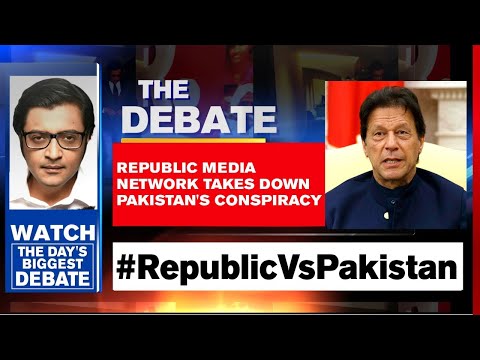 THE
DEBATE
REPUBLIC MEDIA
NETWORK TAKES DOWN
PAKISTAN'S CONSPIRACY
WATCH
THE DAY'S
BIGGEST
DEBATE
#RepublicVsPakistan